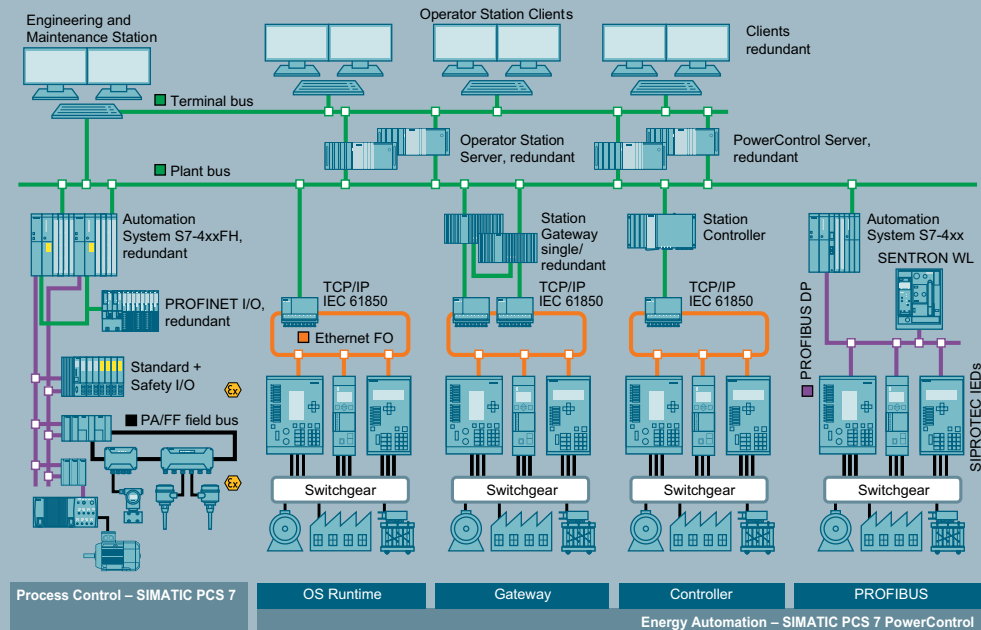 Engineering and
Maintenance Station
Operator Station Clients
Clients
redundant
Terminal bus
Operator Station
Server, redundant
PowerControl Server,
redundant
Plant bus
Automation
System S7-4xxFH,
redundant
Station
Gateway
single/
redundant
Station
Controller
Automation
System S7-4xx
SENTRON WL
PROFINET I/O,
redundant
TCP/IP
IEC 61850
TCP/IP
IEC 61850
TCP/IP
IEC 61850
Ethernet FO
PROFIBUS DP
SIPROTEC IEDs
Standard +
Safety I/O
Ex
PA/FF field bus
Ex
Switchgear
Switchgear
Switchgear
Switchgear
Process Control – SIMATIC PCS 7
OS Runtime
Gateway
Controller
PROFIBUS
Energy Automation – SIMATIC PCS 7 PowerControl